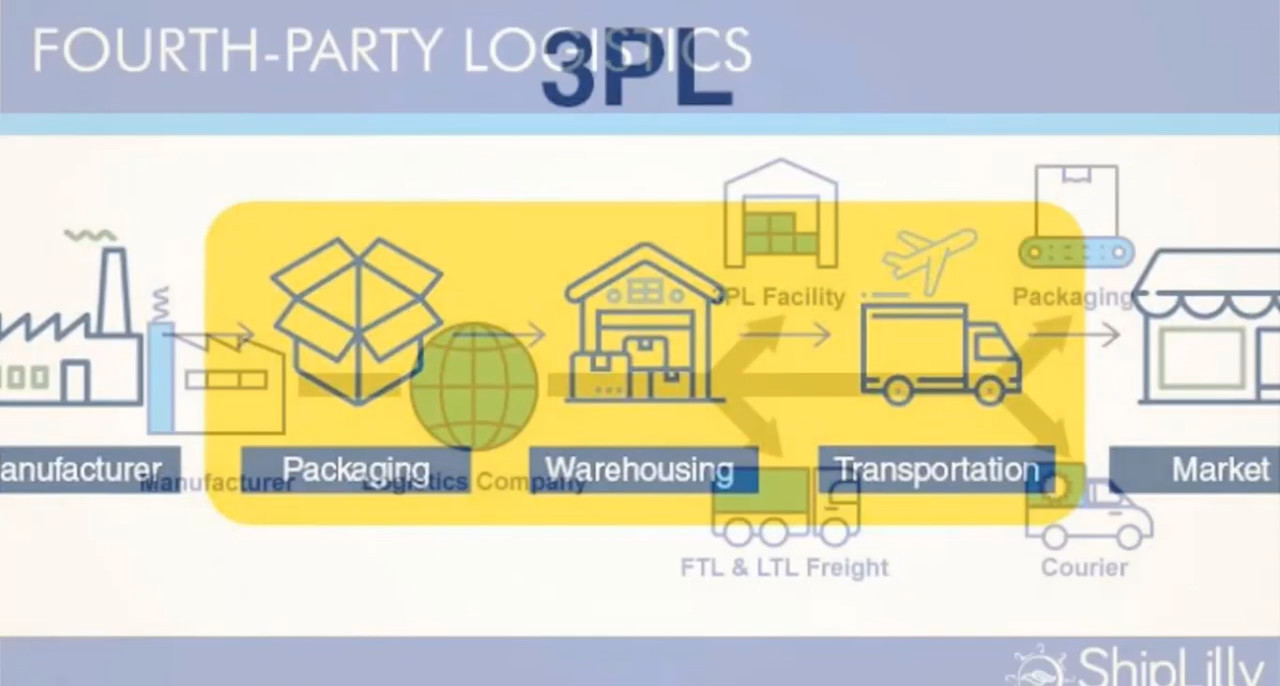 FOURTH-PARTY LOGISTICS
3PL
3PL Facility
Packaging
anufacturer
Packaging
Warehousing
Transportation
Market
Manufacturer
Logistics Company
FTL & LTL Freight
Courier
ShipLilly